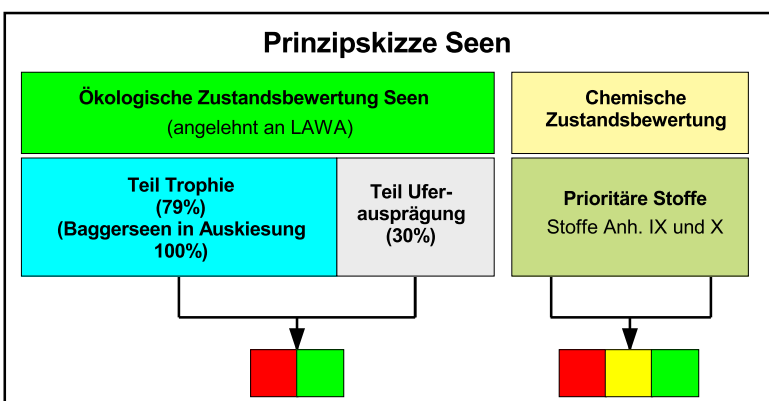 Prinzipskizze Seen
Ökologische Zustandsbewertung Seen
(angelehnt an LAWA)
Chemische
Zustandsbewertung
Teil Trophie
(79%)
(Baggerseen in Auskiesung
100%)
Teil Ufer-
ausprägung
(30%)
Prioritäre Stoffe
Stoffe Anh. IX und X